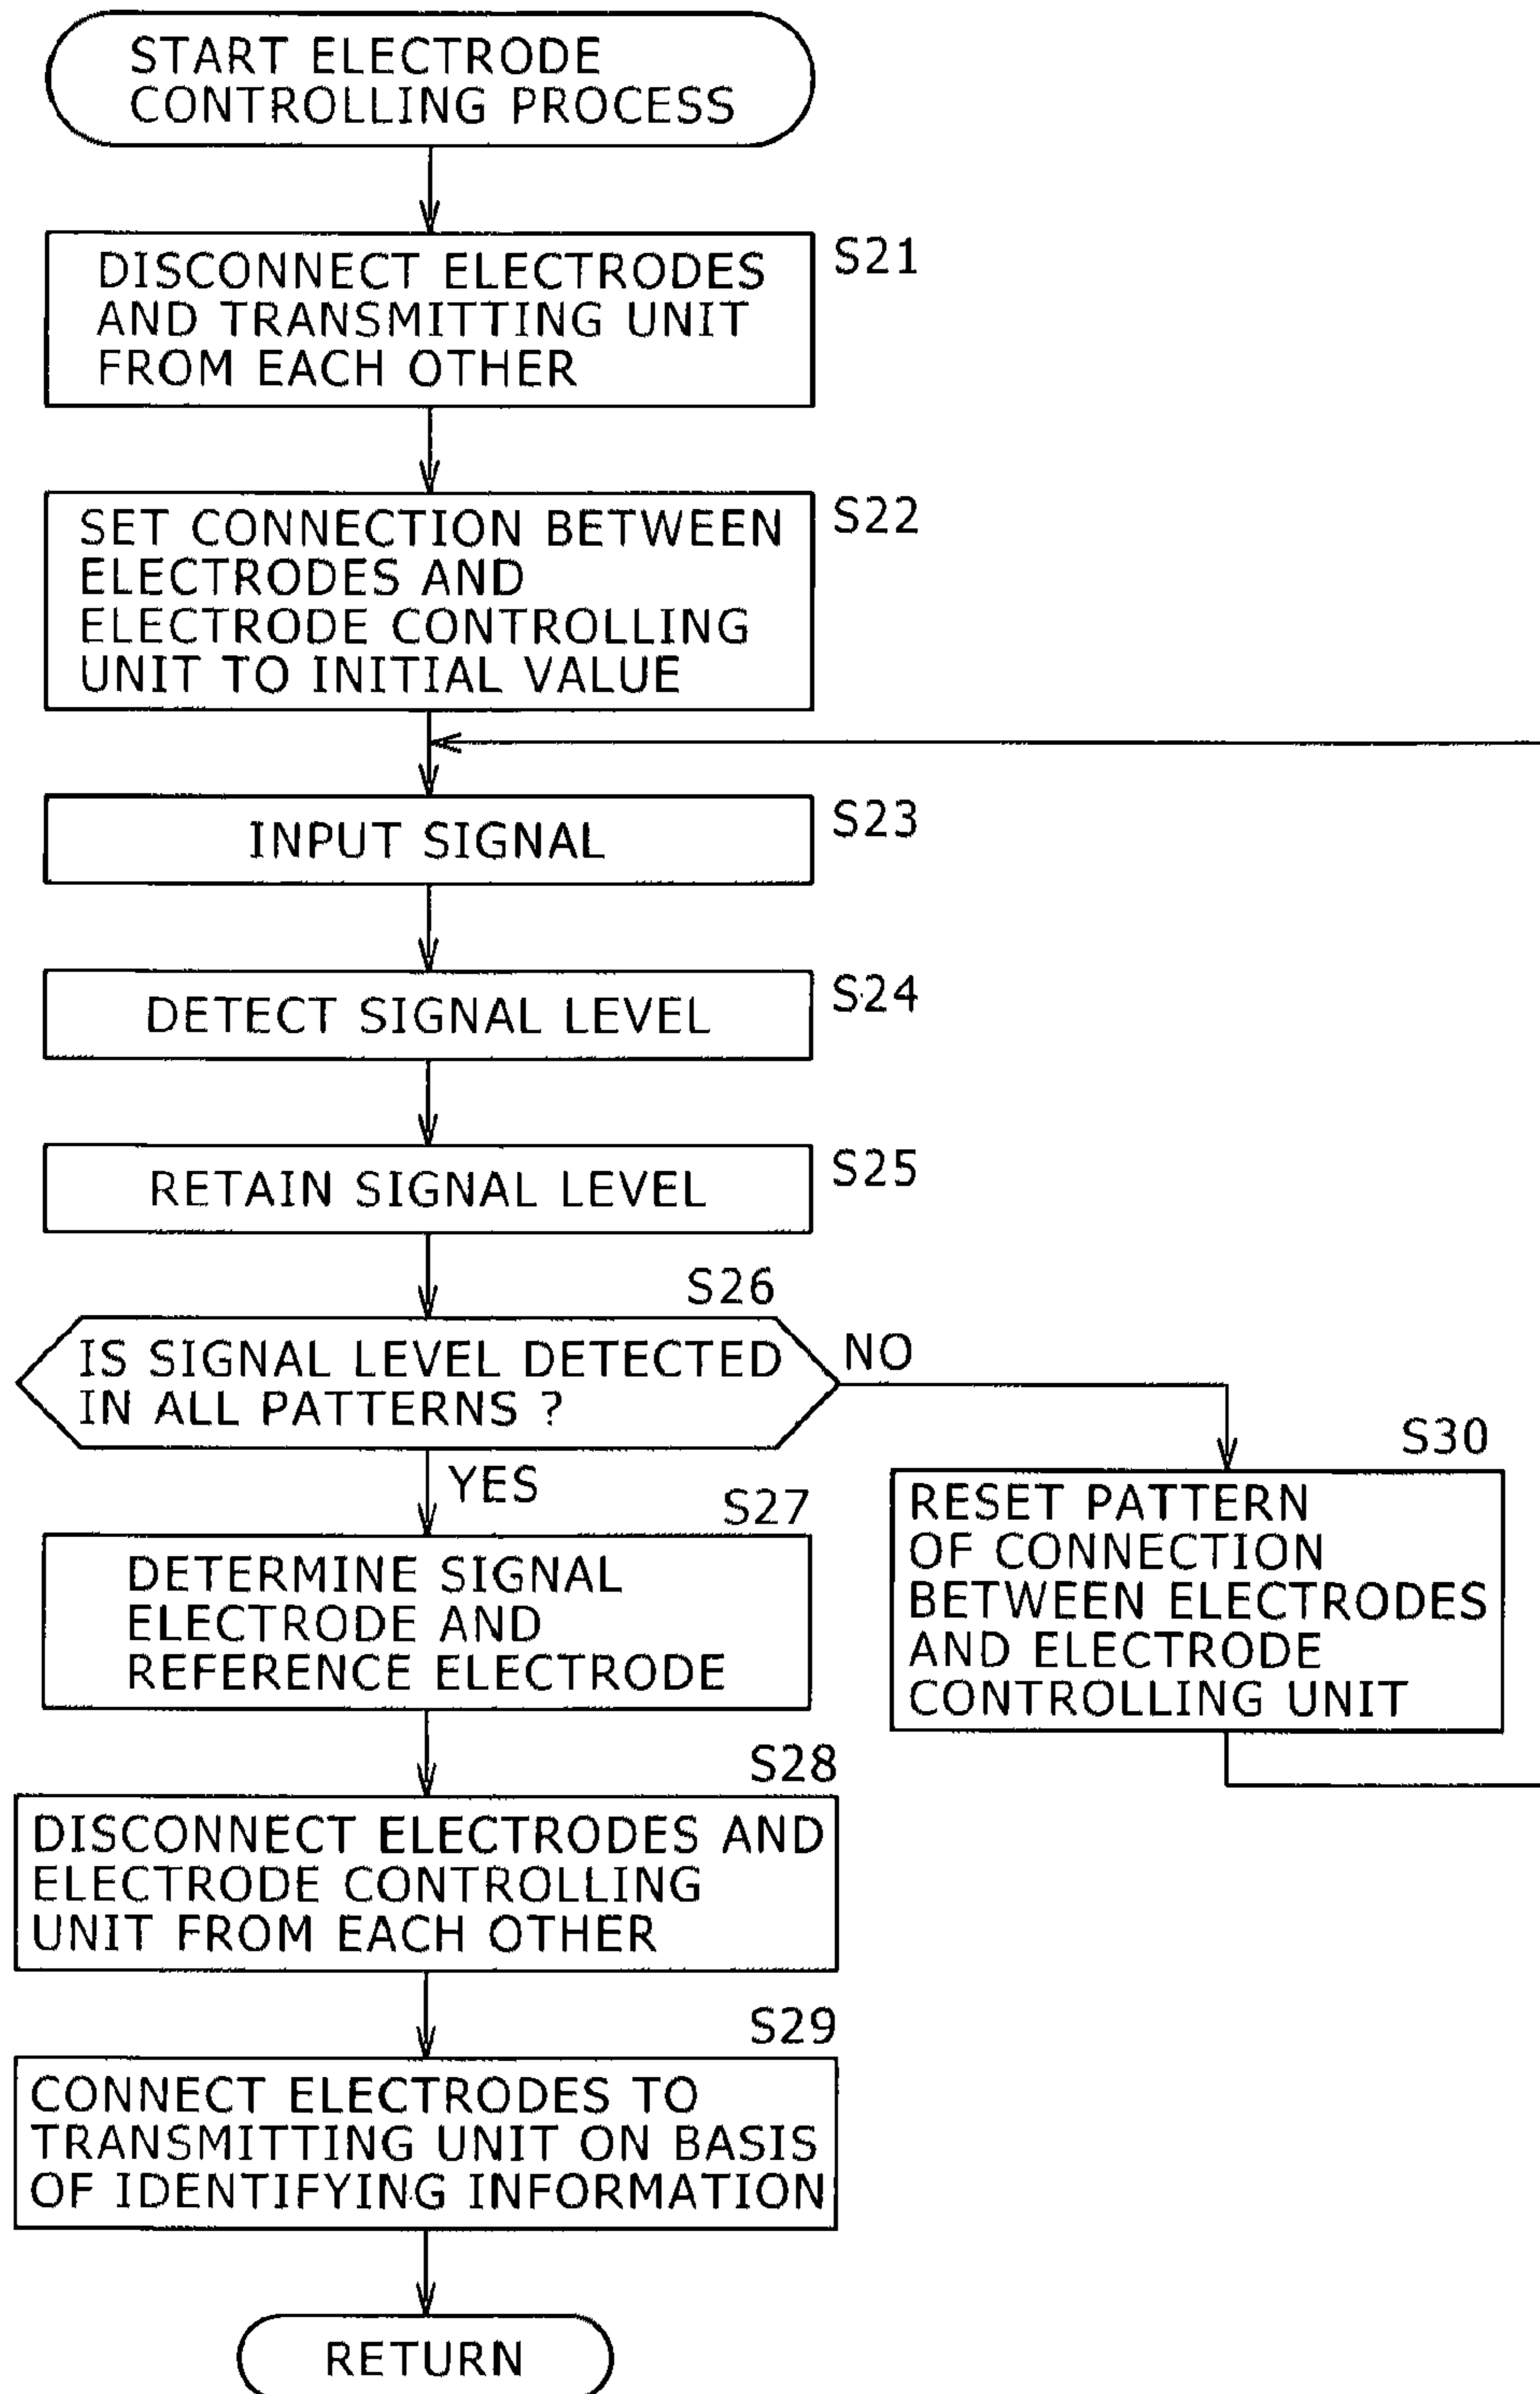 START ELECTRODE
CONTROLLING PROCESS
DISCONNECT ELECTRODES
AND TRANSMITTING UNIT
FROM EACH OTHER
S21
SET CONNECTION BETWEEN
ELECTRODES AND
ELECTRODE CONTROLLING
UNIT TO INITIAL VALUE
S22
INPUT SIGNAL
S23
DETECT SIGNAL LEVEL
S24
RETAIN SIGNAL LEVEL
S25
S26
IS SIGNAL LEVEL DETECTED
IN ALL PATTERNS ?
NO
YES
S30
RESET PATTERN
OF CONNECTION
BETWEEN ELECTRODES
AND ELECTRODE
CONTROLLING UNIT
S27
DETERMINE SIGNAL
ELECTRODE AND
REFERENCE ELECTRODE
S28
DISCONNECT ELECTRODES AND
ELECTRODE CONTROLLING
UNIT FROM EACH OTHER
S29
CONNECT ELECTRODES TO
TRANSMITTING UNIT ON BASIS
OF IDENTIFYING INFORMATION
RETURN